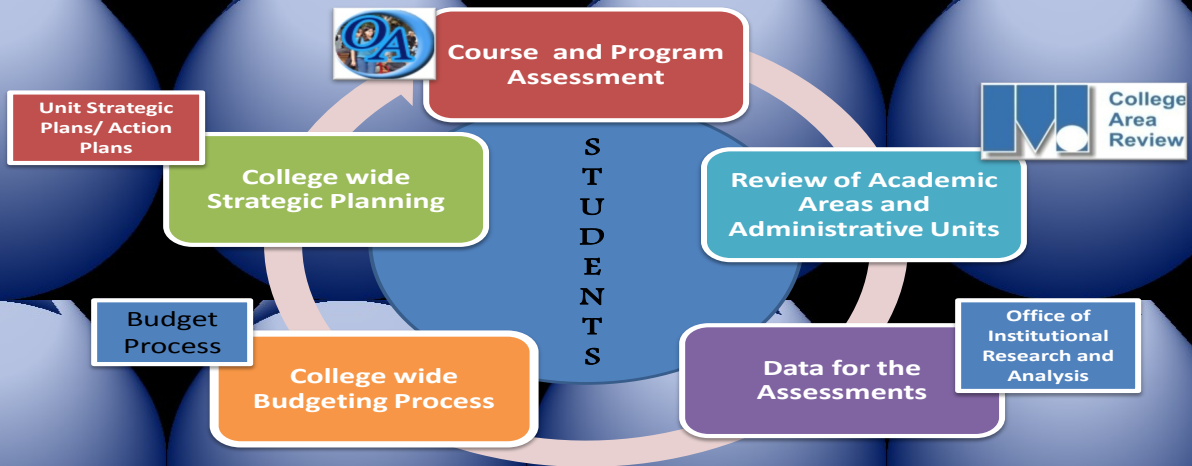 OA
Course and Program
Assessment
Unit Strategic
Plans/ Action
Plans
College wide
Strategic Planning
S
T
U
D
E
N
T
S
College
Area
Review
Review of Academic
Areas and
Administrative Units
Budget
Process
College wide
Budgeting Process
Data for the
Assessments
Office of
Institutional
Research and
Analysis